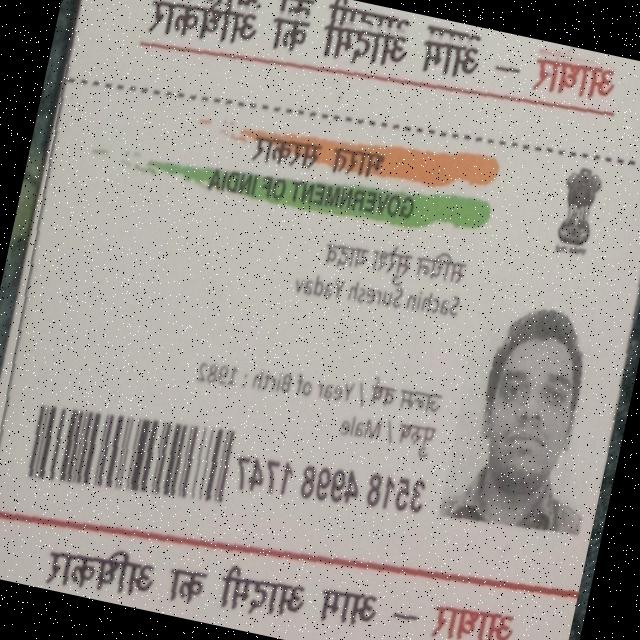 आधार — आम आदमी का अधिकार
भारत सरकार
GOVERNMENT OF INDIA
सचिन सुरेश यादव
Sachin Suresh Yadav
जन्म वर्ष / Year of Birth : 1982
पुरुष / Male
3518 4998 1747
आधार — आम आदमी का अधिकार